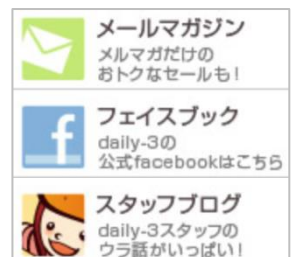 メールマガジン
メルマガだけの
おトクなセールも!
フェイスブック
daily-3の
公式facebookはこちら
スタッフブログ
daily-3スタッフの
ウラ話がいっぱい!